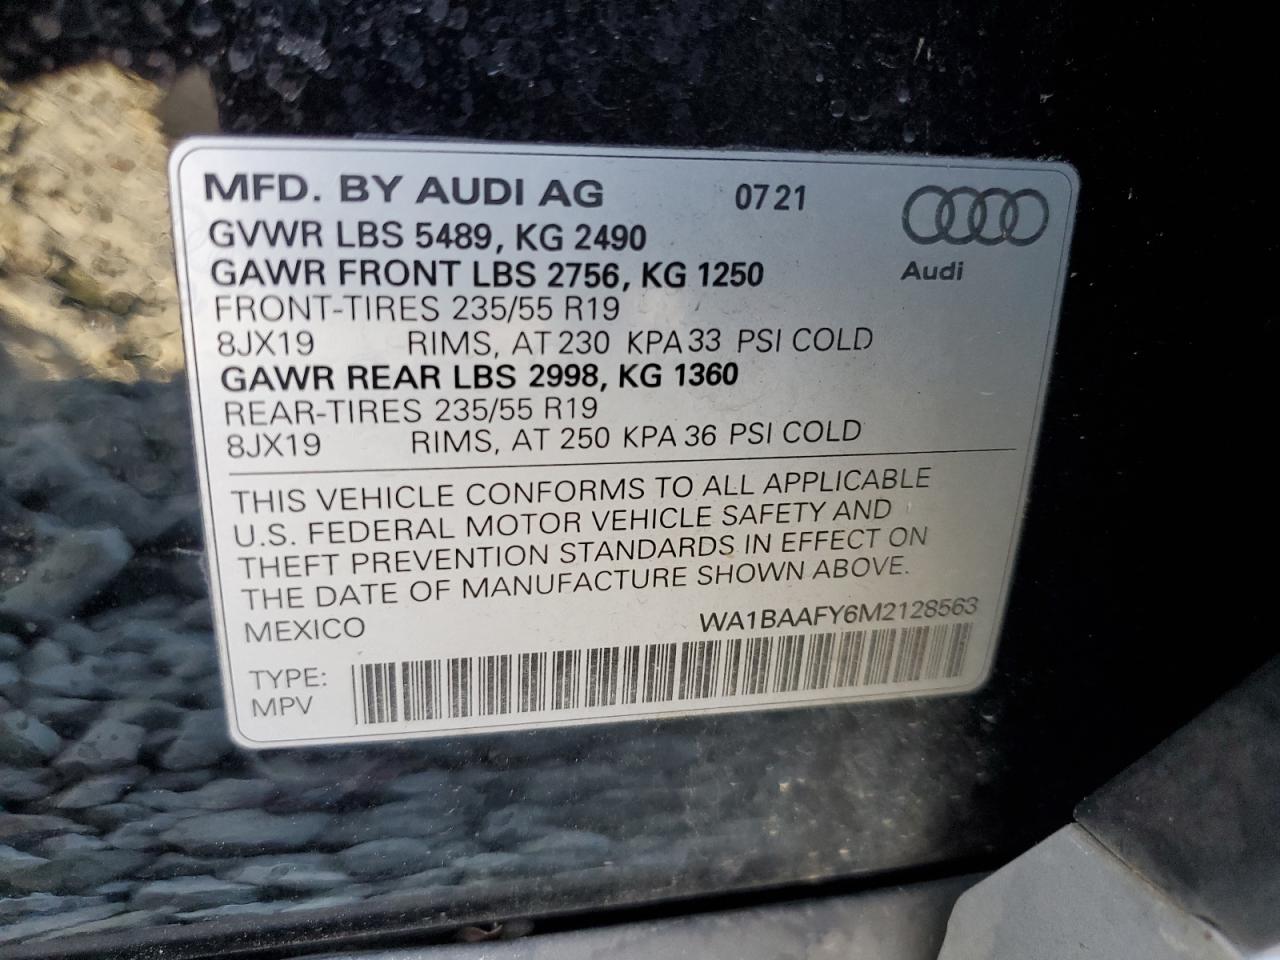 MFD. BY AUDI AG 07 21
GVWR LBS 5489, KG 2490
GAWR FRONT LBS 2756, KG 1250
Audi
FRONT-TIRES 235/55 R19
8JX19 RIMS, AT 230 KPA 33 PSI COLD
GAWR REAR LBS 2998, KG 1360
REAR-TIRES 235/55 R19
8JX19 RIMS, AT 250 KPA 36 PSI COLD
THIS VEHICLE CONFORMS TO ALL APPLICABLE
U.S. FEDERAL MOTOR VEHICLE SAFETY AND
THEFT PREVENTION STANDARDS IN EFFECT ON
THE DATE OF MANUFACTURE SHOWN ABOVE.
MEXICO WA1BAAFY6M2128563
TYPE:
MPV